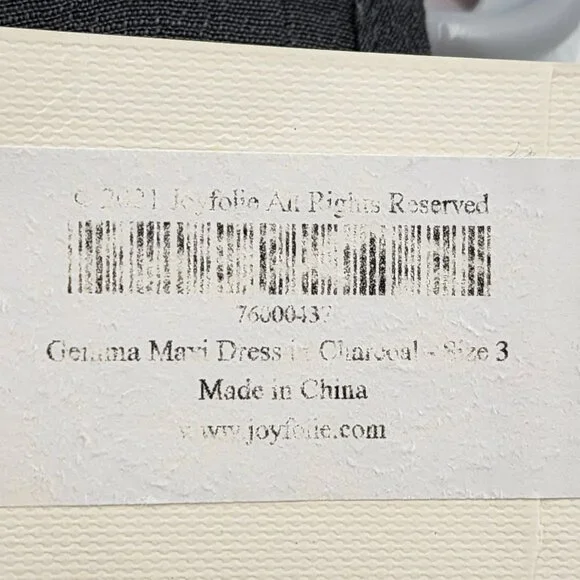 © 2021 Joyfolie All Rights Reserved
76000437
Gemma Maxi Dress in Charcoal - Size 3
Made in China
www.joyfolie.com